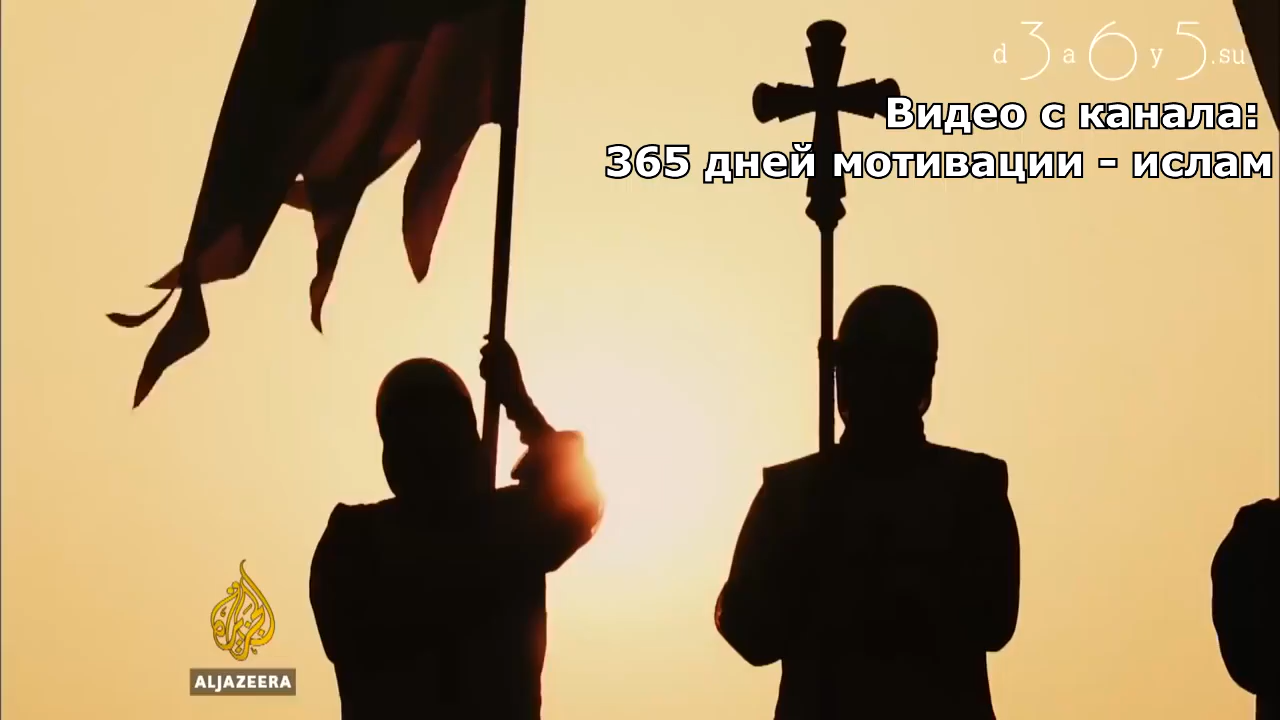 d3a6y5.su
Видео с канала:
365 дней мотивации - ислам
ALJAZEERA